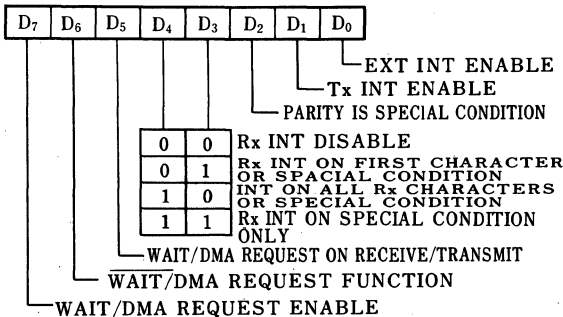 D7 D6 D5 D4 D3 D2 D1 D0
EXT INT ENABLE
Tx INT ENABLE
PARITY IS SPECIAL CONDITION
0 0 Rx INT DISABLE
0 1 Rx INT ON FIRST CHARACTER
OR SPACIAL CONDITION
1 0 INT ON ALL Rx CHARACTERS
OR SPECIAL CONDITION
1 1 Rx INT ON SPECIAL CONDITION
ONLY
WAIT/DMA REQUEST ON RECEIVE/TRANSMIT
W̅A̅I̅T̅/DMA REQUEST FUNCTION
WAIT/DMA REQUEST ENABLE